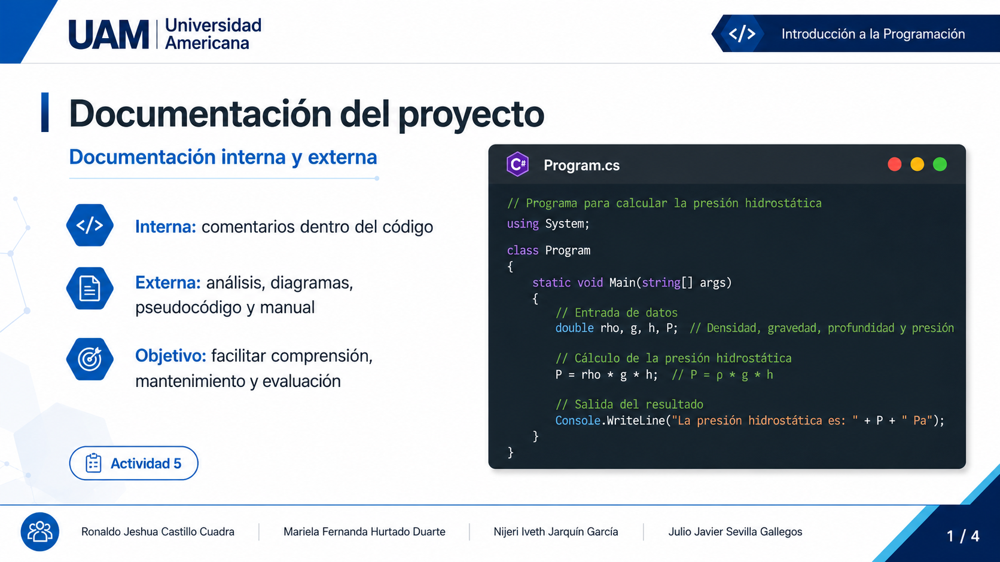 UAM
Universidad
Americana
</>
Introducción a la Programación
Documentación del proyecto
Documentación interna y externa
</>
Interna: comentarios dentro del código
Externa: análisis, diagramas,
pseudocódigo y manual
Objetivo: facilitar comprensión,
mantenimiento y evaluación
Actividad 5
C#
Program.cs
// Programa para calcular la presión hidrostática
using System;
class Program
{
static void Main(string[] args)
{
// Entrada de datos
double rho, g, h, P; // Densidad, gravedad, profundidad y presión
// Cálculo de la presión hidrostática
P = rho * g * h; // P = ρ * g * h
// Salida del resultado
Console.WriteLine("La presión hidrostática es: " + P + " Pa");
}
}
Ronaldo Jeshua Castillo Cuadra
Mariela Fernanda Hurtado Duarte
Nijeri Iveth Jarquín García
Julio Javier Sevilla Gallegos
1 / 4